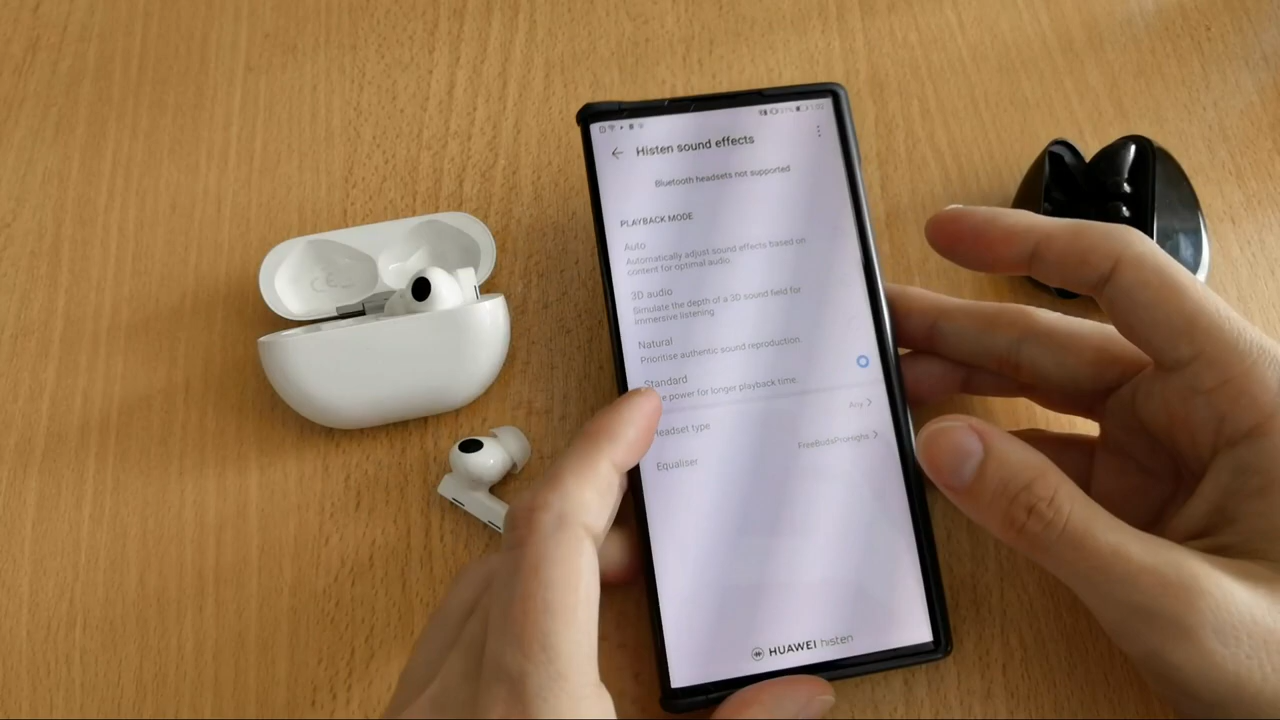 Histen sound effects
Bluetooth headsets not supported
PLAYBACK MODE
Auto
Automatically adjust sound effects based on
content for optimal audio.
3D audio
Simulate the depth of a 3D sound field for
immersive listening.
Natural
Prioritise authentic sound reproduction.
Standard
power for longer playback time.
Headset type Any
Equaliser FreeBudsProHighs
HUAWEI histen
CE